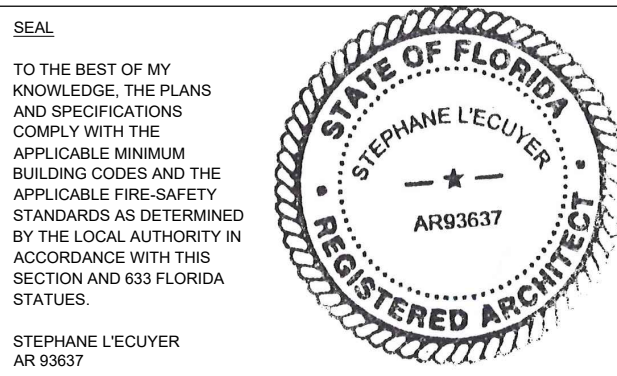 SEAL
TO THE BEST OF MY
KNOWLEDGE, THE PLANS
AND SPECIFICATIONS
COMPLY WITH THE
APPLICABLE MINIMUM
BUILDING CODES AND THE
APPLICABLE FIRE-SAFETY
STANDARDS AS DETERMINED
BY THE LOCAL AUTHORITY IN
ACCORDANCE WITH THIS
SECTION AND 633 FLORIDA
STATUES.
STEPHANE L'ECUYER
AR 93637
STATE OF FLORIDA
STEPHANE L'ECUYER
AR93637
REGISTERED ARCHITECT